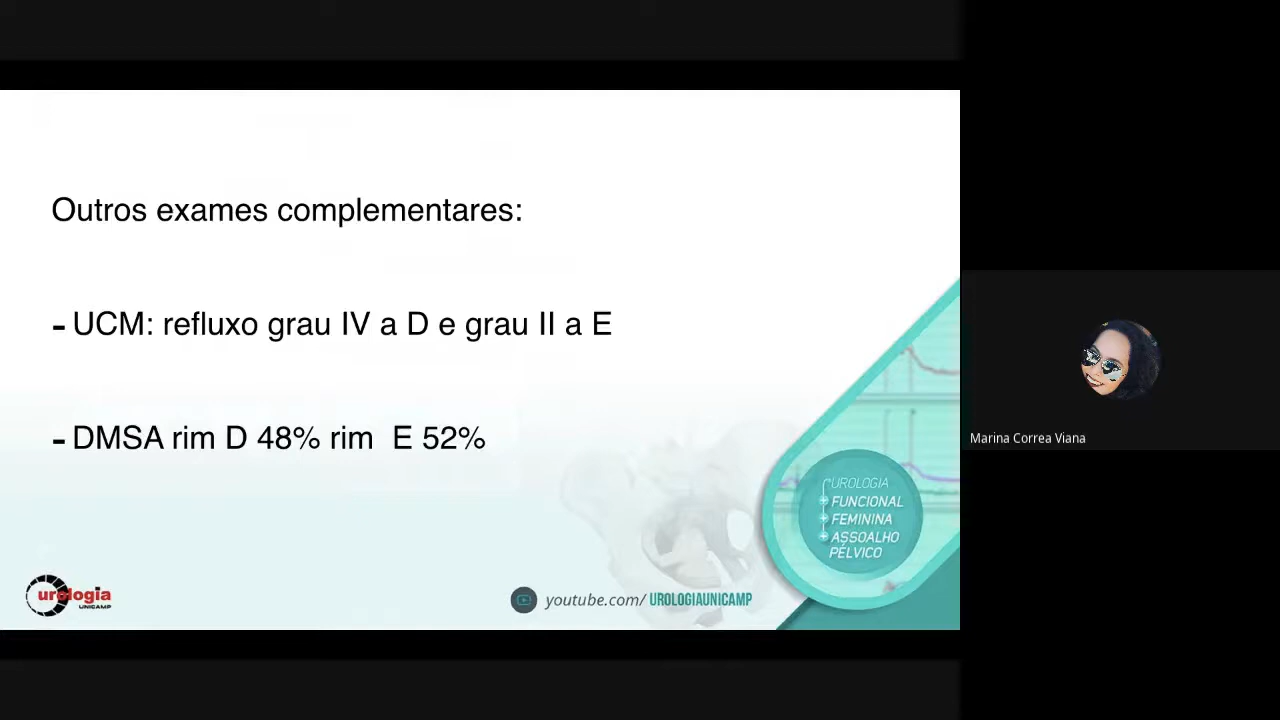 Outros exames complementares:
- UCM: refluxo grau IV a D e grau II a E
- DMSA rim D 48% rim E 52%
UROLOGIA
FUNCIONAL
FEMININA
ASSOALHO
PÉLVICO
urologia
UNICAMP
youtube.com/ UROLOGIAUNICAMP
Marina Correa Viana